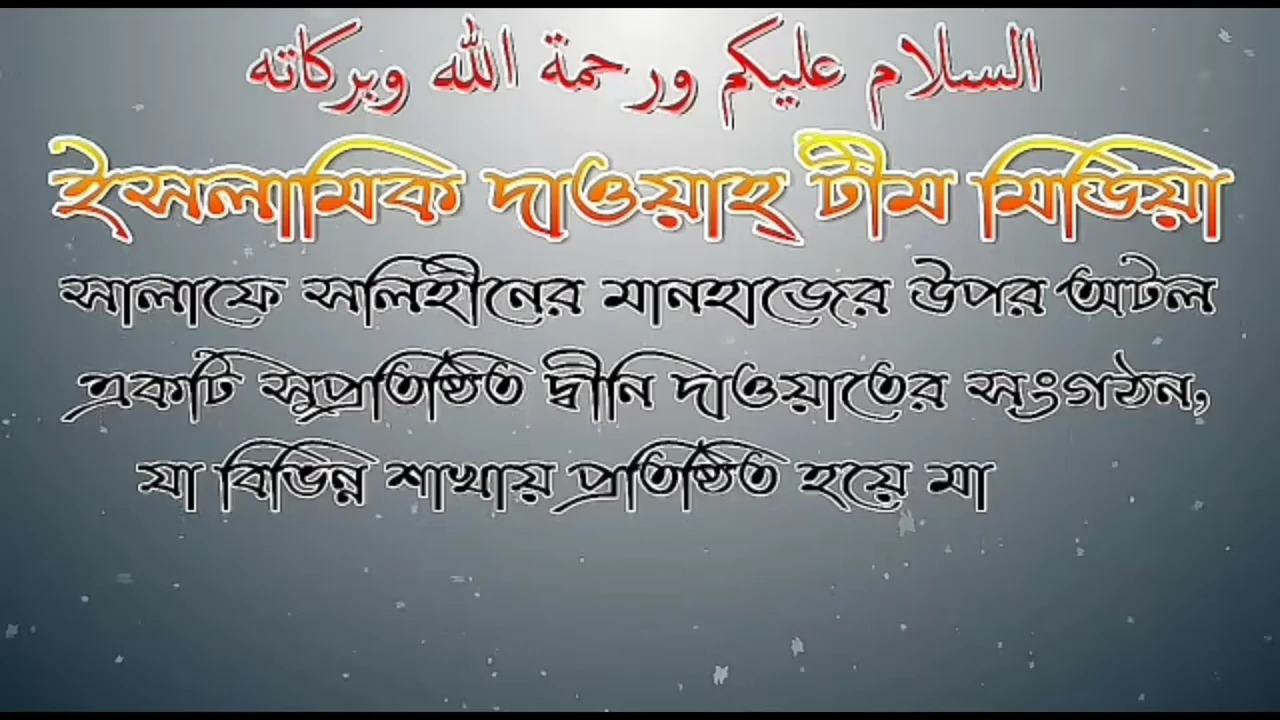 السلام عليكم ورحمة الله وبركاته
ইসলামিক দাওয়াহ্ টীম মিডিয়া
সালাফে সলিহীনের মানহাজের উপর অটল
একটি সুপ্রতিষ্ঠিত দ্বীনি দাওয়াতের সংগঠন,
যা বিভিন্ন শাখায় প্রতিষ্ঠিত হয়ে মা